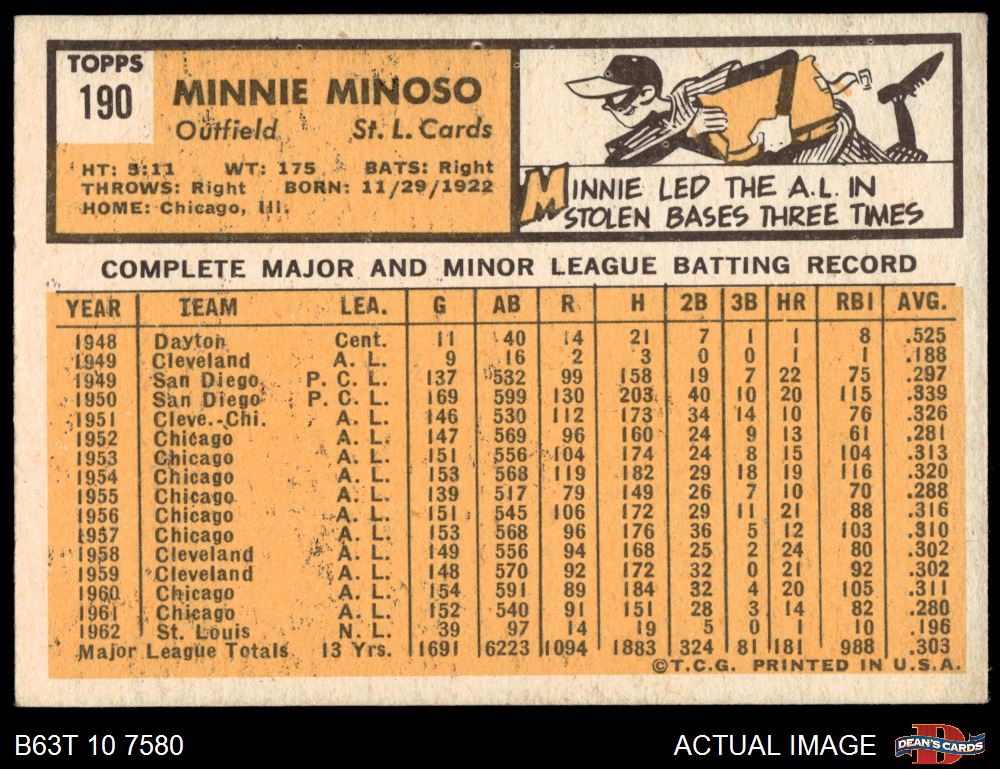 TOPPS
190
MINNIE MINOSO
Outfield St. L. Cards
HT: 5:11 WT: 175 BATS: Right
THROWS: Right BORN: 11/29/1922
HOME: Chicago, Ill.
MINNIE LED THE A.L. IN
STOLEN BASES THREE TIMES
COMPLETE MAJOR AND MINOR LEAGUE BATTING RECORD
YEAR TEAM LEA. G AB R H 2B 3B HR RBI AVG.
1948 Dayton Cent. 11 40 14 21 7 1 1 8 .525
1949 Cleveland A. L. 9 16 2 3 0 0 1 1 .188
1949 San Diego P. C. L. 137 532 99 158 19 7 22 75 .297
1950 San Diego P. C. L. 169 599 130 203 40 10 20 115 .339
1951 Cleve.-Chi. A. L. 146 530 112 173 34 14 10 76 .326
1952 Chicago A. L. 147 569 96 160 24 9 13 61 .281
1953 Chicago A. L. 151 556 104 174 24 8 15 104 .313
1954 Chicago A. L. 153 568 119 182 29 18 19 116 .320
1955 Chicago A. L. 139 517 79 149 26 7 10 70 .288
1956 Chicago A. L. 151 545 106 172 29 11 21 88 .316
1957 Chicago A. L. 153 568 96 176 36 5 12 103 .310
1958 Cleveland A. L. 149 556 94 168 25 2 24 80 .302
1959 Cleveland A. L. 148 570 92 172 32 0 21 92 .302
1960 Chicago A. L. 154 591 89 184 32 4 20 105 .311
1961 Chicago A. L. 152 540 91 151 28 3 14 82 .280
1962 St. Louis N. L. 39 97 14 19 5 0 1 10 .196
Major League Totals 13 Yrs. 1691 6223 1094 1883 324 81 181 988 .303
©T.C.G. PRINTED IN U.S.A.
B63T 10 7580 ACTUAL IMAGE DEAN'S CARDS